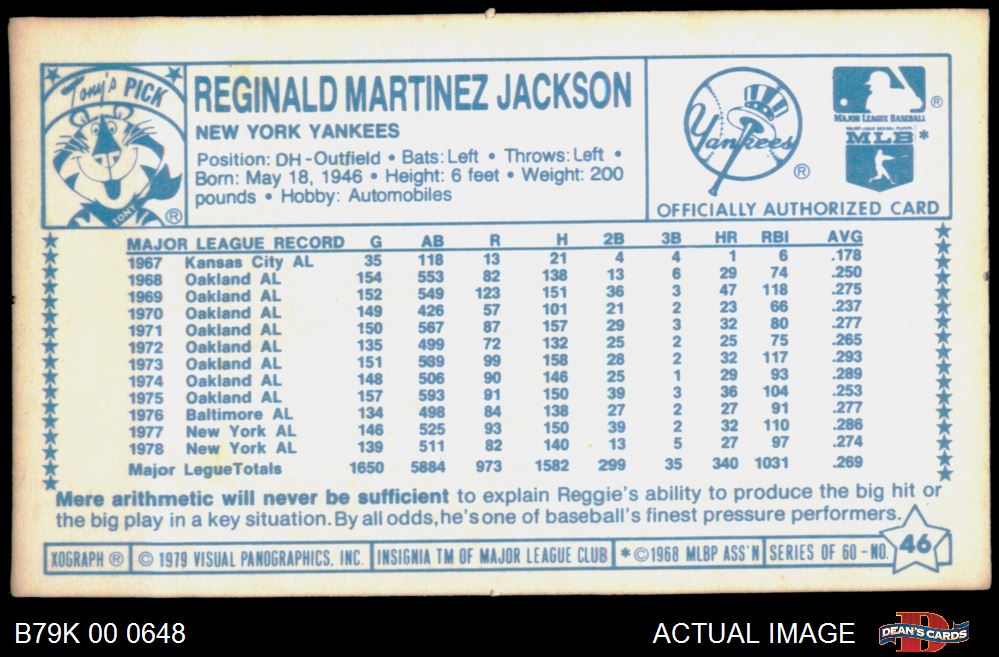 Tony's PICK
TONY ®
REGINALD MARTINEZ JACKSON
NEW YORK YANKEES
Position: DH-Outfield • Bats: Left • Throws: Left •
Born: May 18, 1946 • Height: 6 feet • Weight: 200
pounds • Hobby: Automobiles
Yankees ®
MAJOR LEAGUE BASEBALL ®
MAJOR LEAGUE BASEBALL PLAYERS
MLB *
OFFICIALLY AUTHORIZED CARD
MAJOR LEAGUE RECORD G AB R H 2B 3B HR RBI AVG
1967 Kansas City AL 35 118 13 21 4 4 1 6 .178
1968 Oakland AL 154 553 82 138 13 6 29 74 .250
1969 Oakland AL 152 549 123 151 36 3 47 118 .275
1970 Oakland AL 149 426 57 101 21 2 23 66 .237
1971 Oakland AL 150 567 87 157 29 3 32 80 .277
1972 Oakland AL 135 499 72 132 25 2 25 75 .265
1973 Oakland AL 151 539 99 158 28 2 32 117 .293
1974 Oakland AL 148 506 90 146 25 1 29 93 .289
1975 Oakland AL 157 593 91 150 39 3 36 104 .253
1976 Baltimore AL 134 498 84 138 27 2 27 91 .277
1977 New York AL 146 525 93 150 39 2 32 110 .286
1978 New York AL 139 511 82 140 13 5 27 97 .274
Major LegueTotals 1650 5884 973 1582 299 35 340 1031 .269
Mere arithmetic will never be sufficient to explain Reggie's ability to produce the big hit or
the big play in a key situation. By all odds, he's one of baseball's finest pressure performers.
XOGRAPH ® © 1979 VISUAL PANOGRAPHICS, INC. INSIGNIA TM OF MAJOR LEAGUE CLUB *©1968 MLBP ASS'N SERIES OF 60-NO. 46
B79K 00 0648
ACTUAL IMAGE
D
DEAN'S CARDS